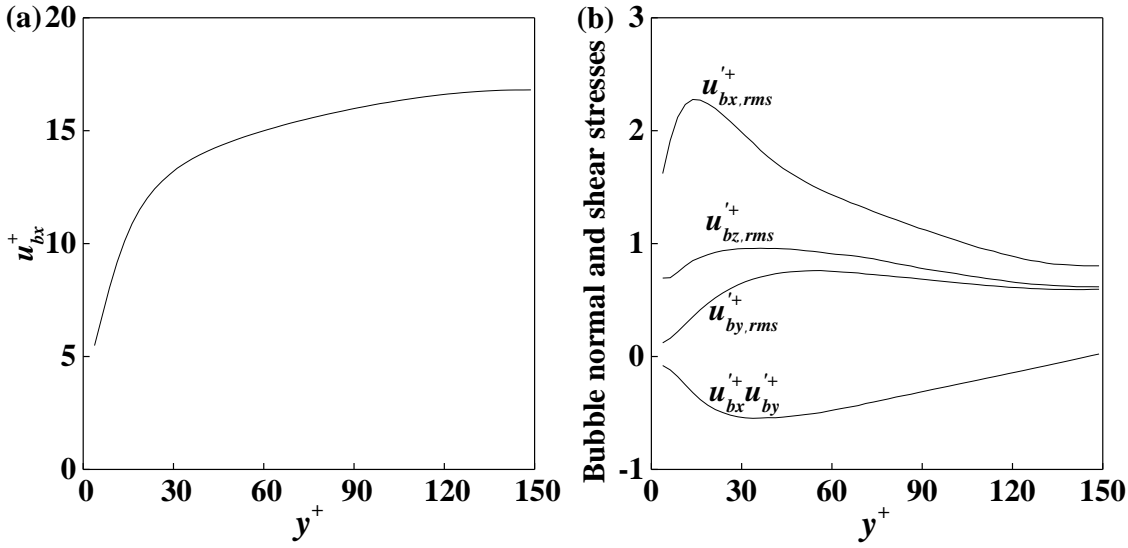 (a)
20
15
10
5
0
0 30 60 90 120 150
u⁺bx
y⁺
(b)
3
2
1
0
-1
0 30 60 90 120 150
Bubble normal and shear stresses
y⁺
u'⁺bx,rms
u'⁺bz,rms
u'⁺by,rms
u'⁺bx u'⁺by